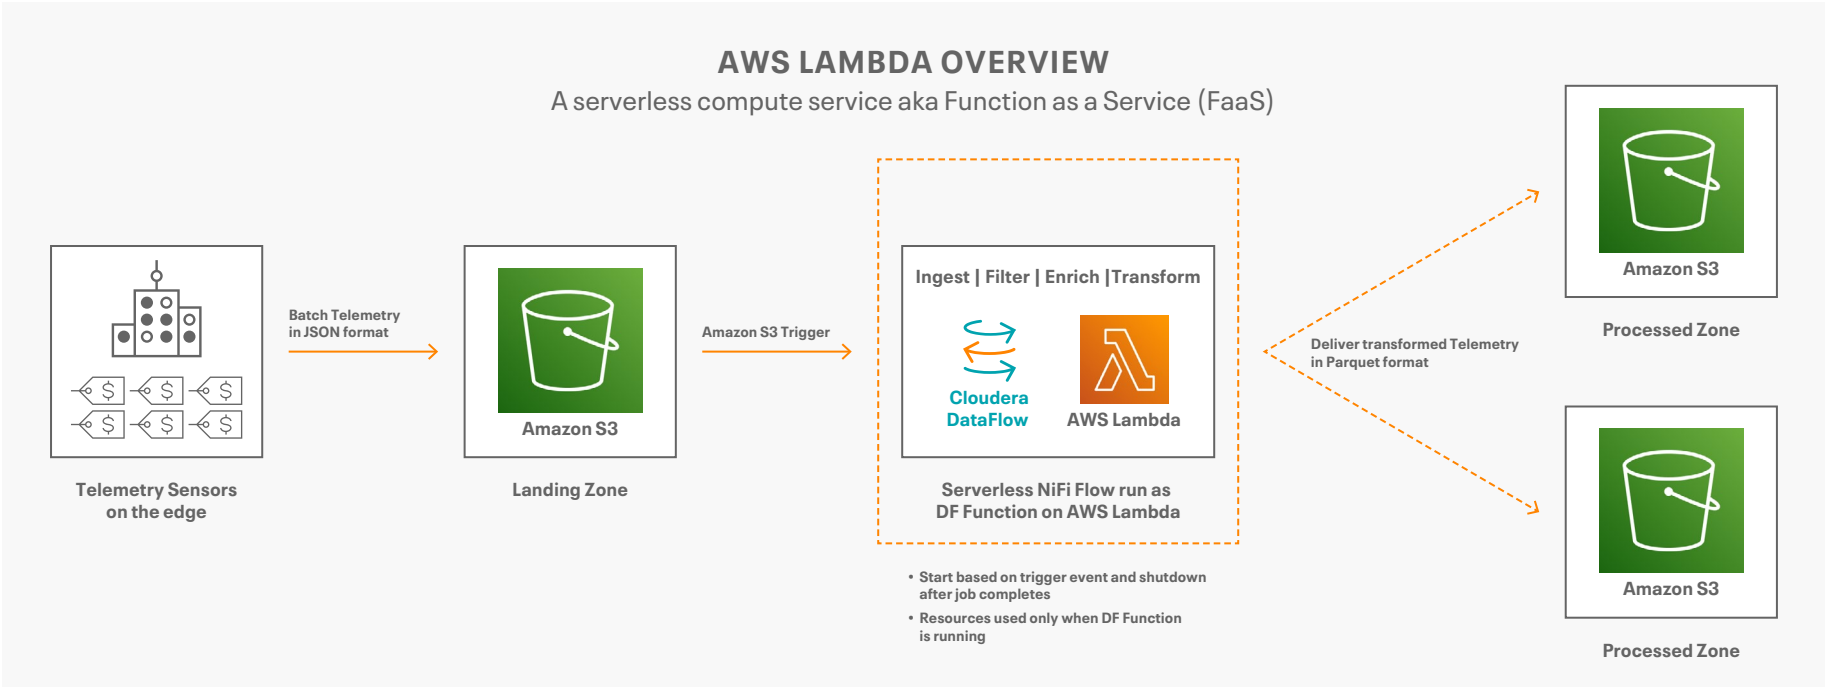 AWS LAMBDA OVERVIEW
A serverless compute service aka Function as a Service (FaaS)
$ $ $
$ $ $
Telemetry Sensors
on the edge
Batch Telemetry
in JSON format
Amazon S3
Landing Zone
Amazon S3 Trigger
Ingest | Filter | Enrich |Transform
Cloudera
DataFlow
AWS Lambda
Serverless NiFi Flow run as
DF Function on AWS Lambda
• Start based on trigger event and shutdown
after job completes
• Resources used only when DF Function
is running
Deliver transformed Telemetry
in Parquet format
Amazon S3
Processed Zone
Amazon S3
Processed Zone